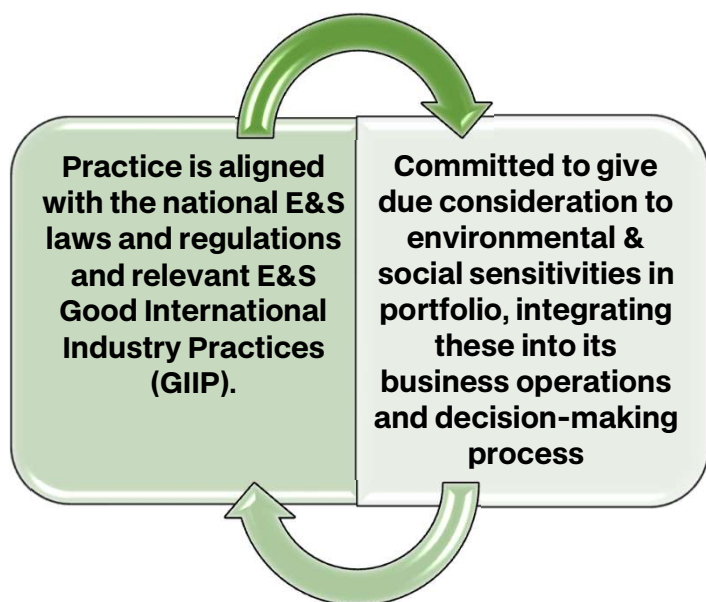 Practice is aligned
with the national E&S
laws and regulations
and relevant E&S
Good International
Industry Practices
(GIIP).
Committed to give
due consideration to
environmental &
social sensitivities in
portfolio, integrating
these into its
business operations
and decision-making
process